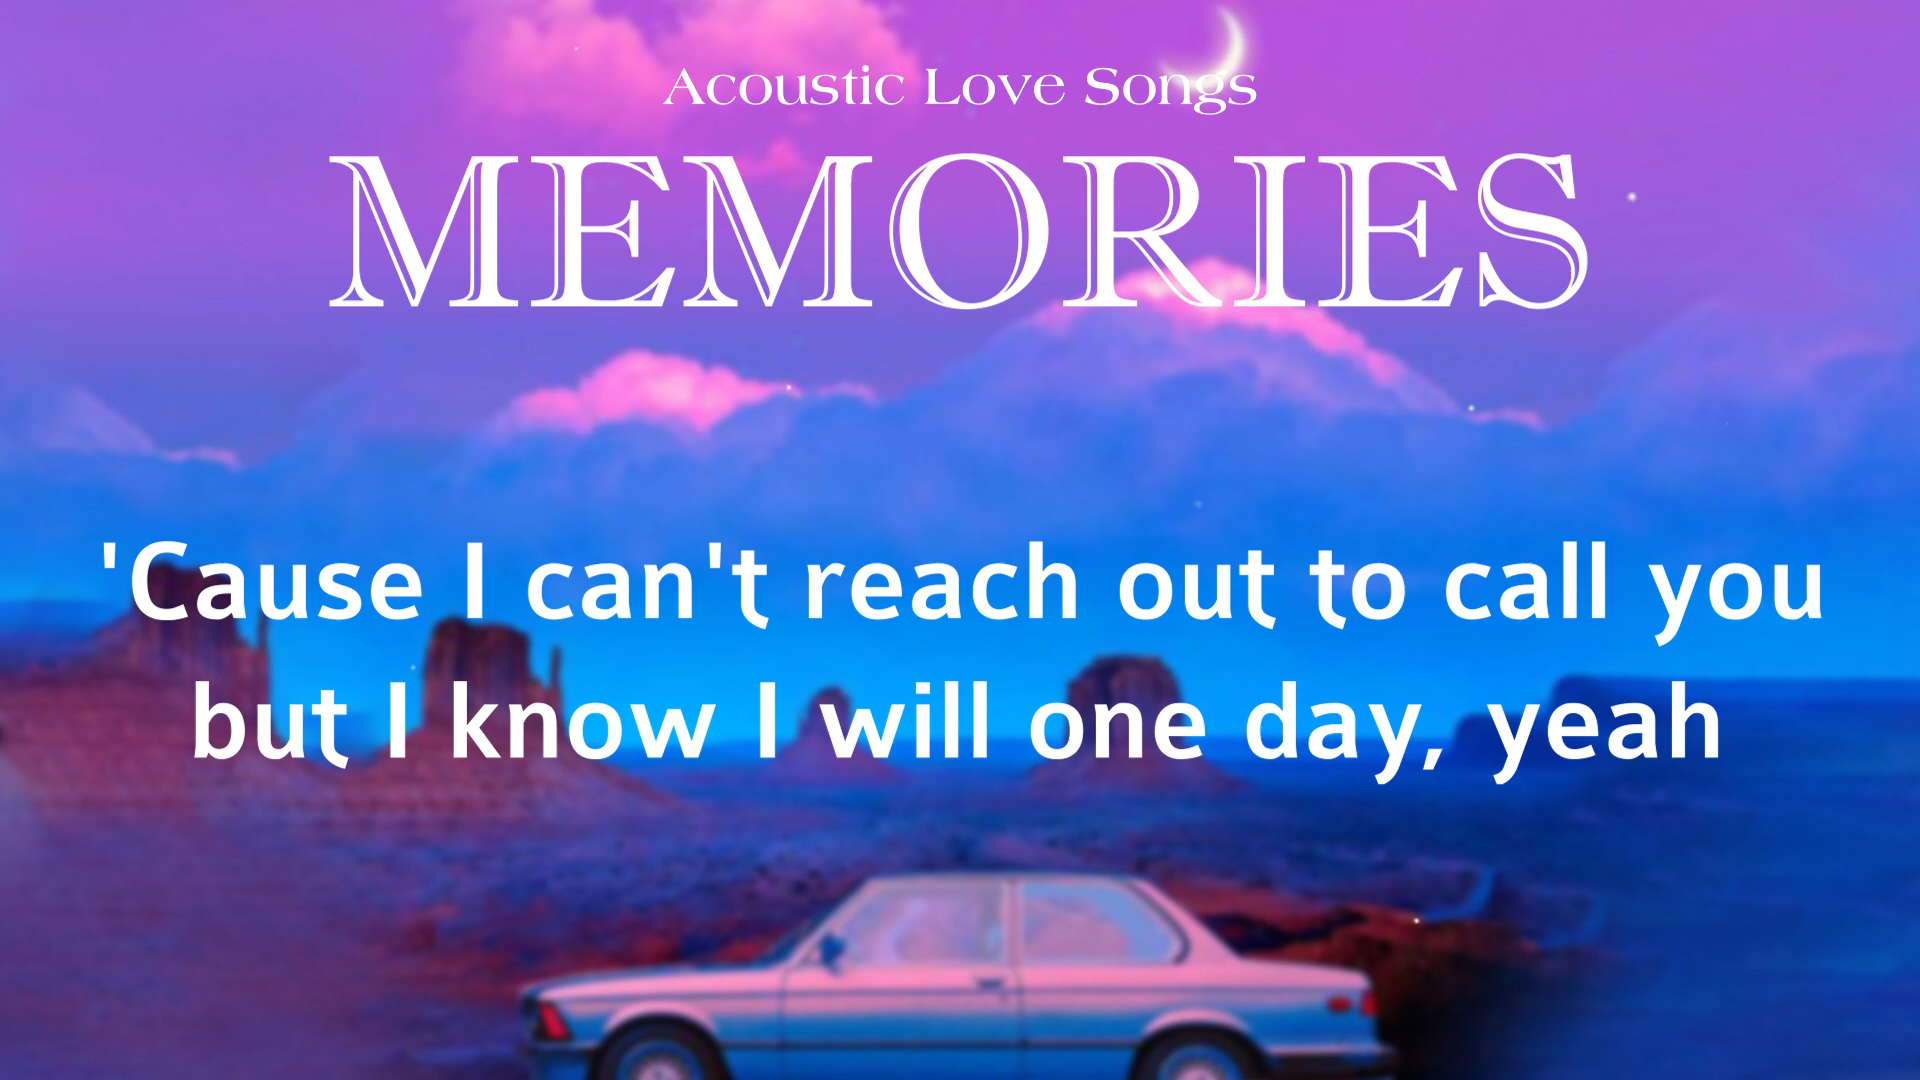 Acoustic Love Songs
MEMORIES
'Cause I can't reach out to call you
but I know I will one day, yeah